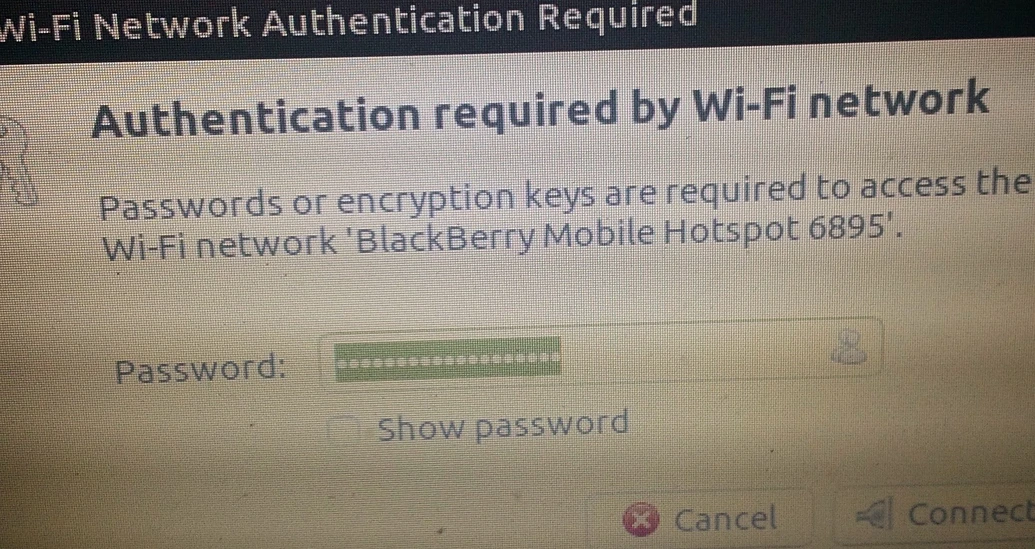 Wi-Fi Network Authentication Required
Authentication required by Wi-Fi network
Passwords or encryption keys are required to access the
Wi-Fi network 'BlackBerry Mobile Hotspot 6895'.
Password:
Show password
Cancel
Connect